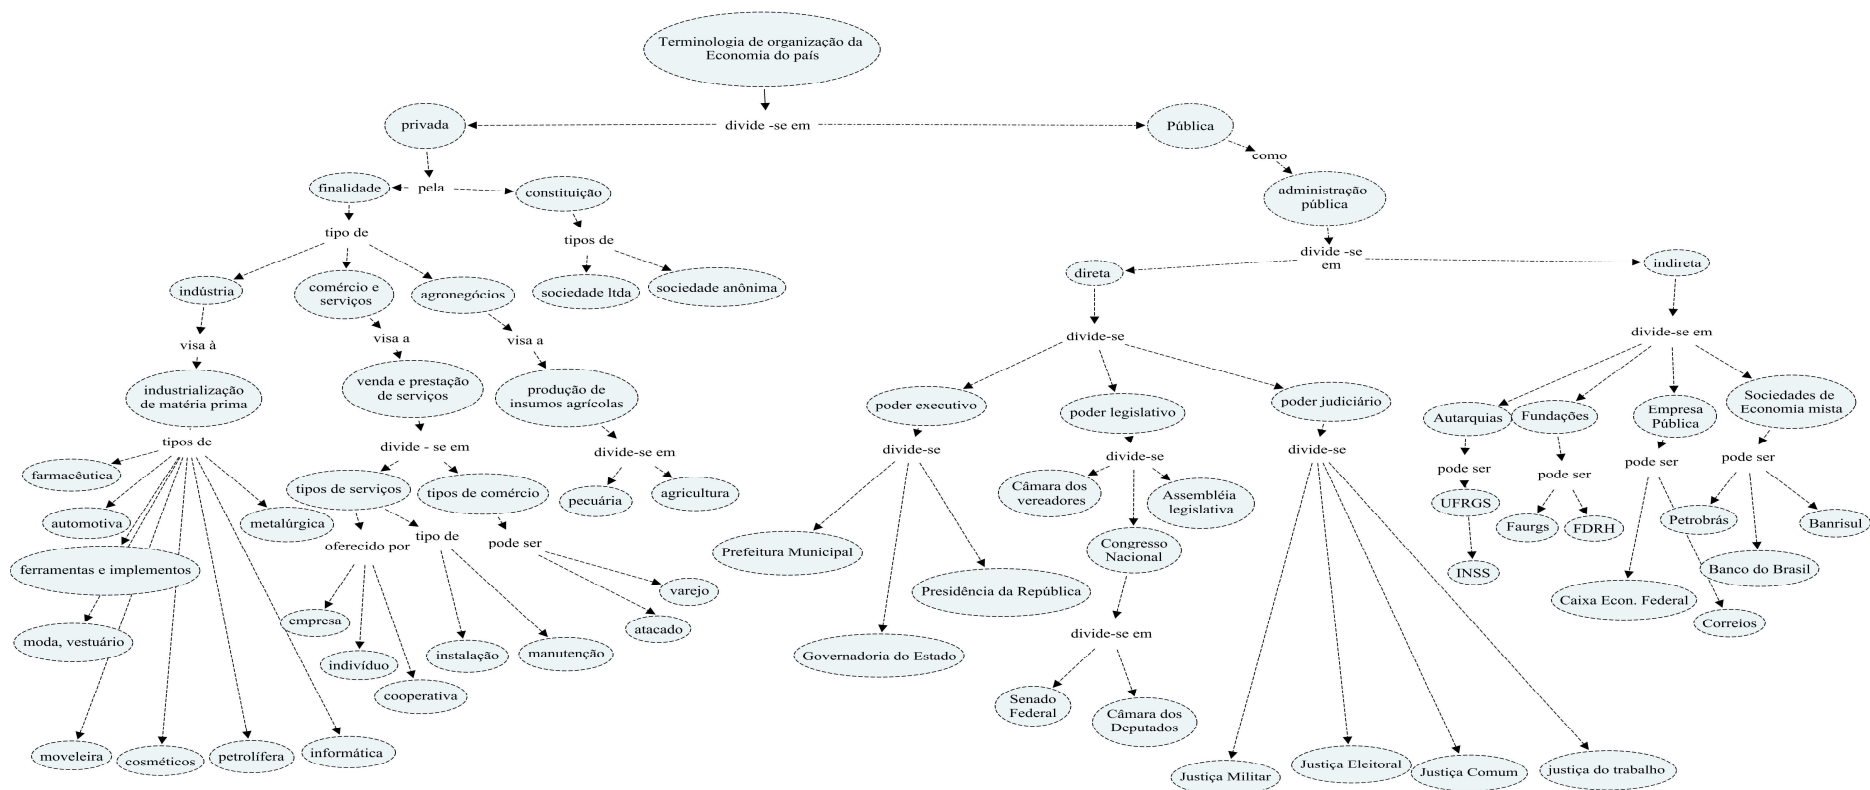 Terminologia de organização da
Economia do país
privada
divide -se em
Pública
como
finalidade
pela
constituição
administração
pública
tipo de
tipos de
divide -se
em
direta
indireta
indústria
comércio e
serviços
agronegócios
sociedade ltda
sociedade anônima
visa à
visa a
visa a
divide-se
divide-se em
industrialização
de matéria prima
venda e prestação
de serviços
produção de
insumos agrícolas
poder executivo
poder legislativo
poder judiciário
Autarquias
Fundações
Empresa
Pública
Sociedades de
Economia mista
tipos de
divide - se em
divide-se em
divide-se
divide-se
divide-se
pode ser
pode ser
pode ser
pode ser
farmacêutica
tipos de serviços
tipos de comércio
pecuária
agricultura
Câmara dos
vereadores
Assembléia
legislativa
UFRGS
automotiva
metalúrgica
oferecido por
tipo de
pode ser
Prefeitura Municipal
Congresso
Nacional
Faurgs
FDRH
Petrobrás
Banrisul
ferramentas e implementos
varejo
Presidência da República
INSS
Banco do Brasil
Caixa Econ. Federal
empresa
atacado
divide-se em
Correios
moda, vestuário
indivíduo
instalação
manutenção
Governadoria do Estado
cooperativa
Senado
Federal
Câmara dos
Deputados
moveleira
cosméticos
petrolífera
informática
Justiça Militar
Justiça Eleitoral
Justiça Comum
justiça do trabalho